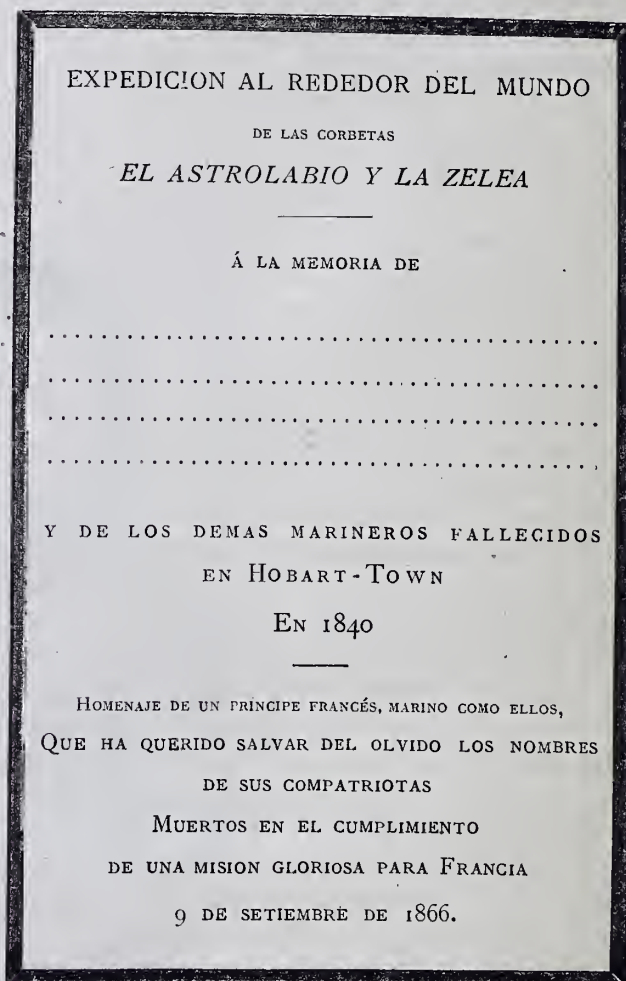 EXPEDICION AL REDEDOR DEL MUNDO
DE LAS CORBETAS
EL ASTROLABIO Y LA ZELEA
Á LA MEMORIA DE
. . . . . . . . . . . . . . . . . . . . . . . . . . . . . . . . . . . . . . . . . .
. . . . . . . . . . . . . . . . . . . . . . . . . . . . . . . . . . . . . . . . . .
. . . . . . . . . . . . . . . . . . . . . . . . . . . . . . . . . . . . . . . . . .
. . . . . . . . . . . . . . . . . . . . . . . . . . . . . . . . . . . . . . . . . .
Y DE LOS DEMAS MARINEROS FALLECIDOS
EN HOBART-TOWN
EN 1840
HOMENAJE DE UN PRÍNCIPE FRANCÉS, MARINO COMO ELLOS,
QUE HA QUERIDO SALVAR DEL OLVIDO LOS NOMBRES
DE SUS COMPATRIOTAS
MUERTOS EN EL CUMPLIMIENTO
DE UNA MISION GLORIOSA PARA FRANCIA
9 DE SETIEMBRE DE 1866.